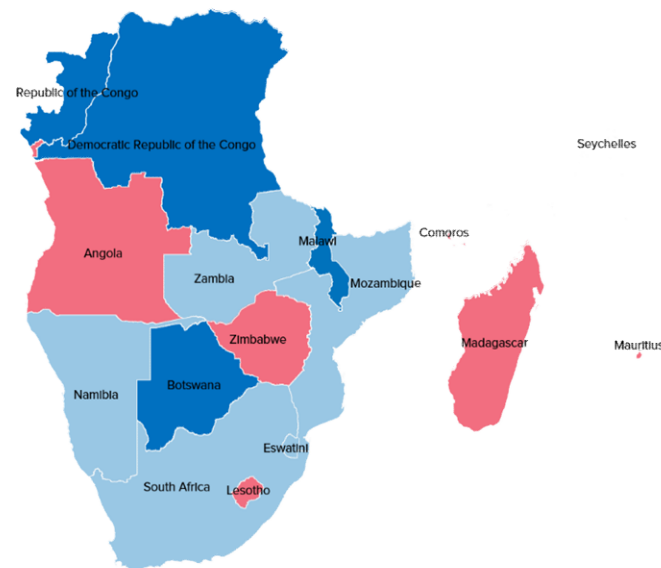 Republic of the Congo
Democratic Republic of the Congo
Seychelles
Comoros
Malawi
Angola
Zambia
Mozambique
Zimbabwe
Madagascar
Mauritius
Botswana
Namibia
Eswatini
South Africa
Lesotho